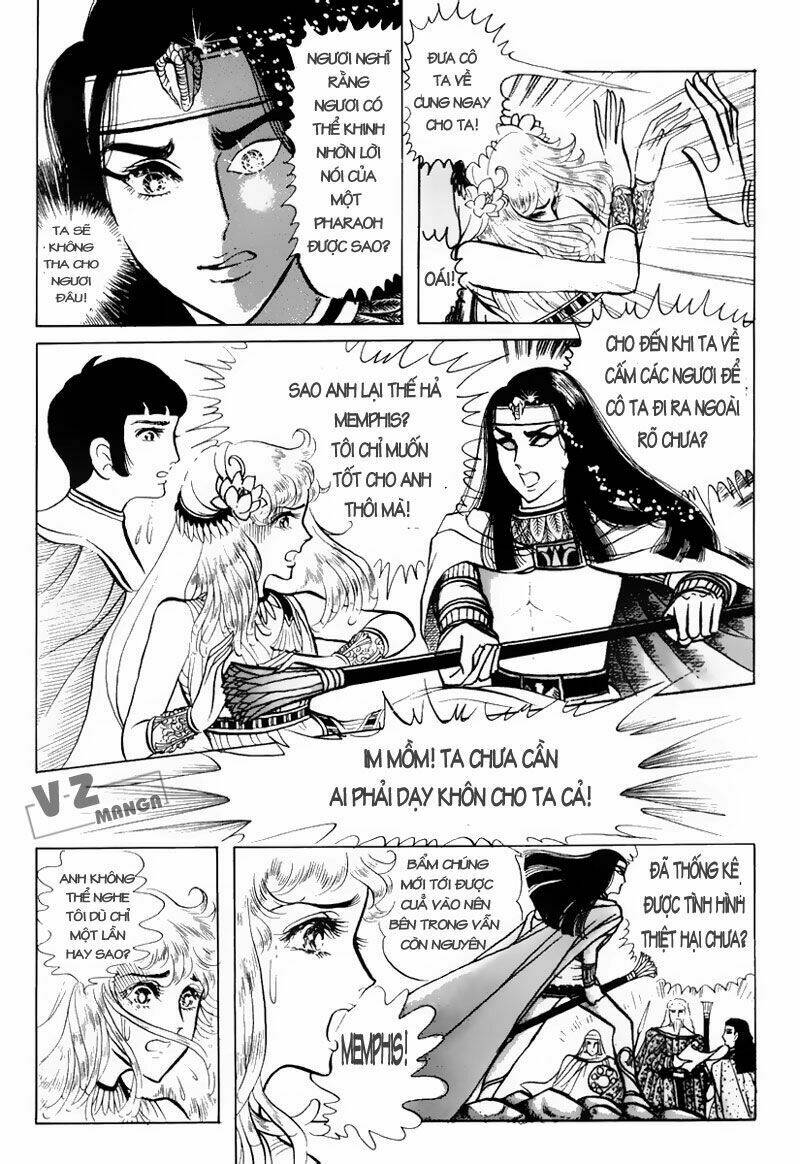 NGƯƠI NGHĨ
RẰNG
NGƯƠI CÓ
THỂ KHINH
NHỜN LỜI
NÓI CỦA
MỘT
PHARAOH
ĐƯỢC SAO?
TA SẼ
KHÔNG
THA CHO
NGƯƠI
ĐÂU!
ĐƯA CÔ
TA VỀ
CUNG NGAY
CHO TA!
OÁI!
SAO ANH LẠI THẾ HẢ
MEMPHIS?
TÔI CHỈ MUỐN
TỐT CHO ANH
THÔI MÀ!
CHO ĐẾN KHI TA VỀ
CẤM CÁC NGƯƠI ĐỂ
CÔ TA ĐI RA NGOÀI
RÕ CHƯA?
IM MỒM! TA CHƯA CẦN
AI PHẢI DẠY KHÔN CHO TA CẢ!
V-Z
MANGA
ANH KHÔNG
THỂ NGHE
TÔI DÙ CHỈ
MỘT LẦN
HAY SAO?
MEMPHIS!
BẨM CHÚNG
MỚI TỚI ĐƯỢC
CUẢ VÀO NÊN
BÊN TRONG VẪN
CÒN NGUYÊN
ĐÃ THỐNG KÊ
ĐƯỢC TÌNH HÌNH
THIỆT HẠI CHƯA?